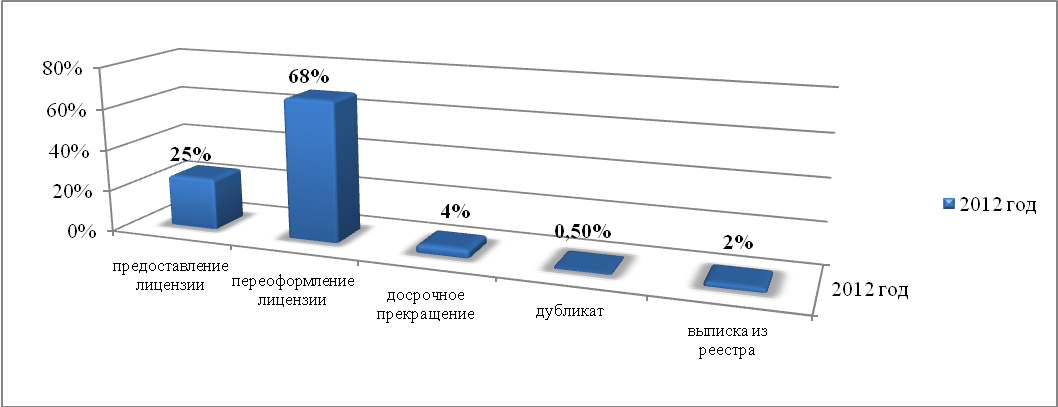 80%
60%
40%
20%
0%
25%
68%
4%
0,50%
2%
предоставление
лицензии
переоформление
лицензии
досрочное
прекращение
дубликат
выписка из
реестра
2012 год
2012 год